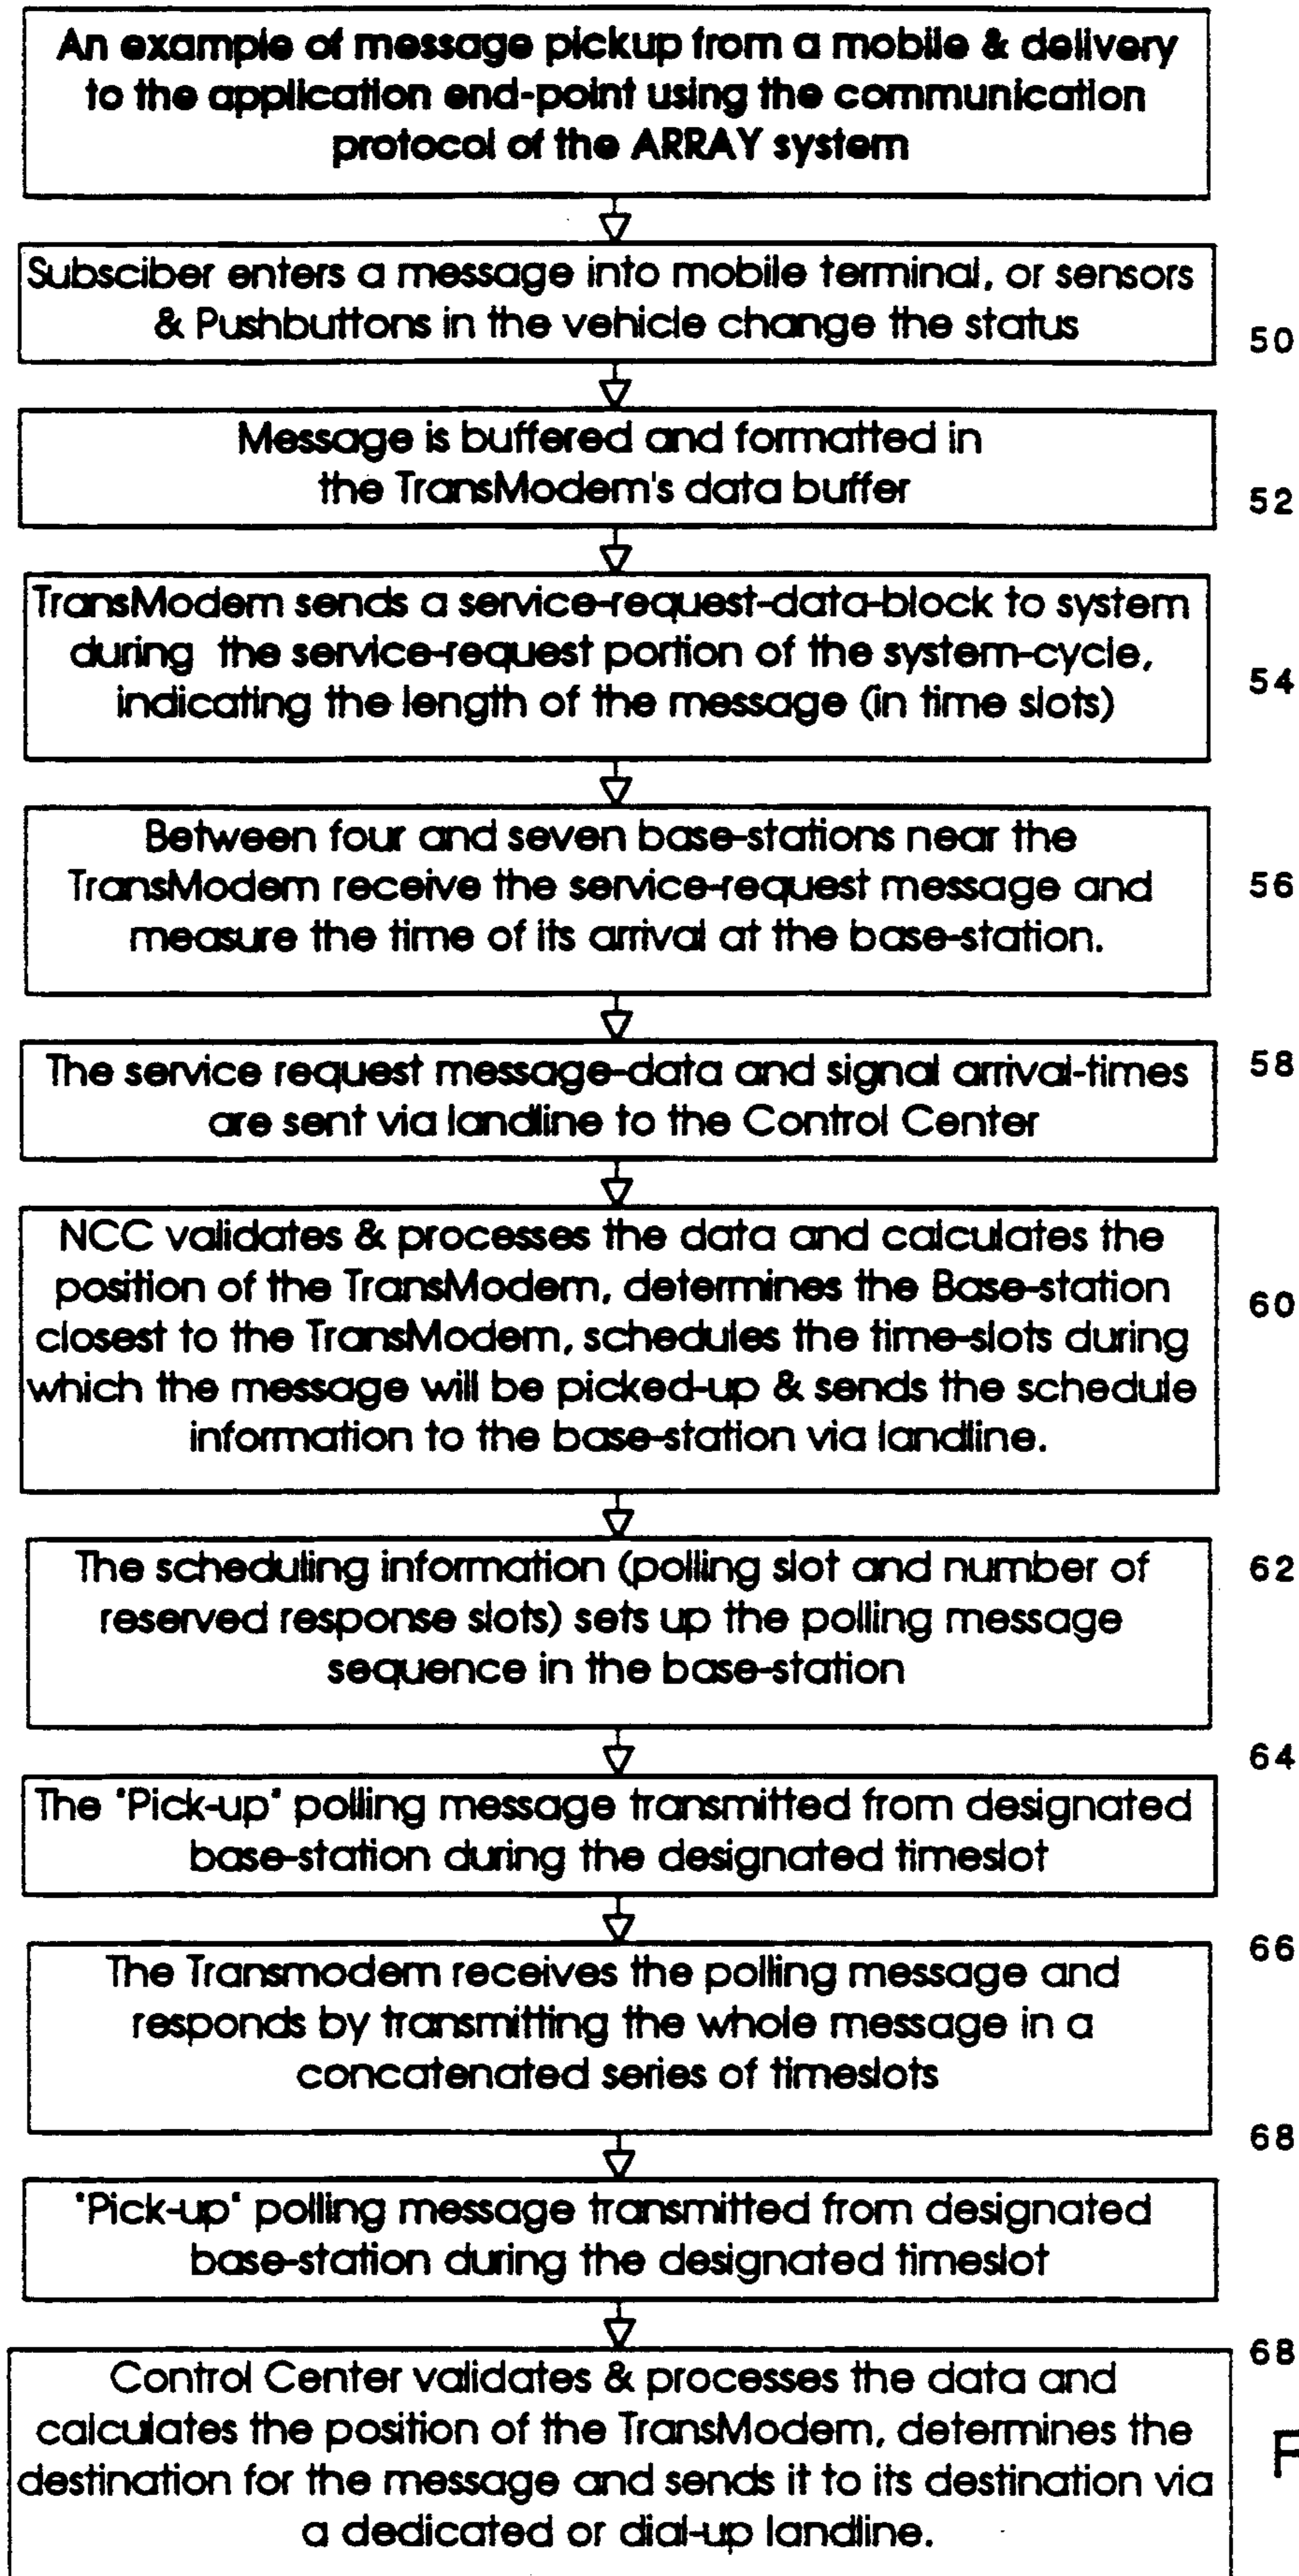 An example of message pickup from a mobile & delivery
to the application end-point using the communication
protocol of the ARRAY system
Subsciber enters a message into mobile terminal, or sensors
& Pushbuttons in the vehicle change the status
50
Message is buffered and formatted in
the TransModem's data buffer
52
TransModem sends a service-request-data-block to system
during the service-request portion of the system-cycle,
indicating the length of the message (in time slots)
54
Between four and seven base-stations near the
TransModem receive the service-request message and
measure the time of its arrival at the base-station.
56
The service request message-data and signal arrival-times
are sent via landline to the Control Center
58
NCC validates & processes the data and calculates the
position of the TransModem, determines the Base-station
closest to the TransModem, schedules the time-slots during
which the message will be picked-up & sends the schedule
information to the base-station via landline.
60
The scheduling information (polling slot and number of
reserved response slots) sets up the polling message
sequence in the base-station
62
64
The "Pick-up" polling message transmitted from designated
base-station during the designated timeslot
66
The Transmodem receives the polling message and
responds by transmitting the whole message in a
concatenated series of timeslots
68
"Pick-up" polling message transmitted from designated
base-station during the designated timeslot
68
Control Center validates & processes the data and
calculates the position of the TransModem, determines the
destination for the message and sends it to its destination via
a dedicated or dial-up landline.
F